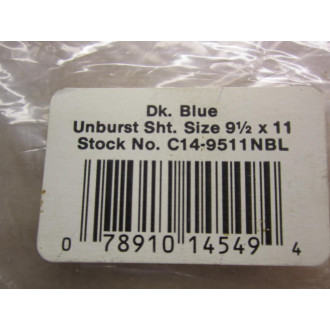 Dk. Blue
Unburst Sht. Size 9½ x 11
Stock No. C14-9511NBL
0 78910 14549 4